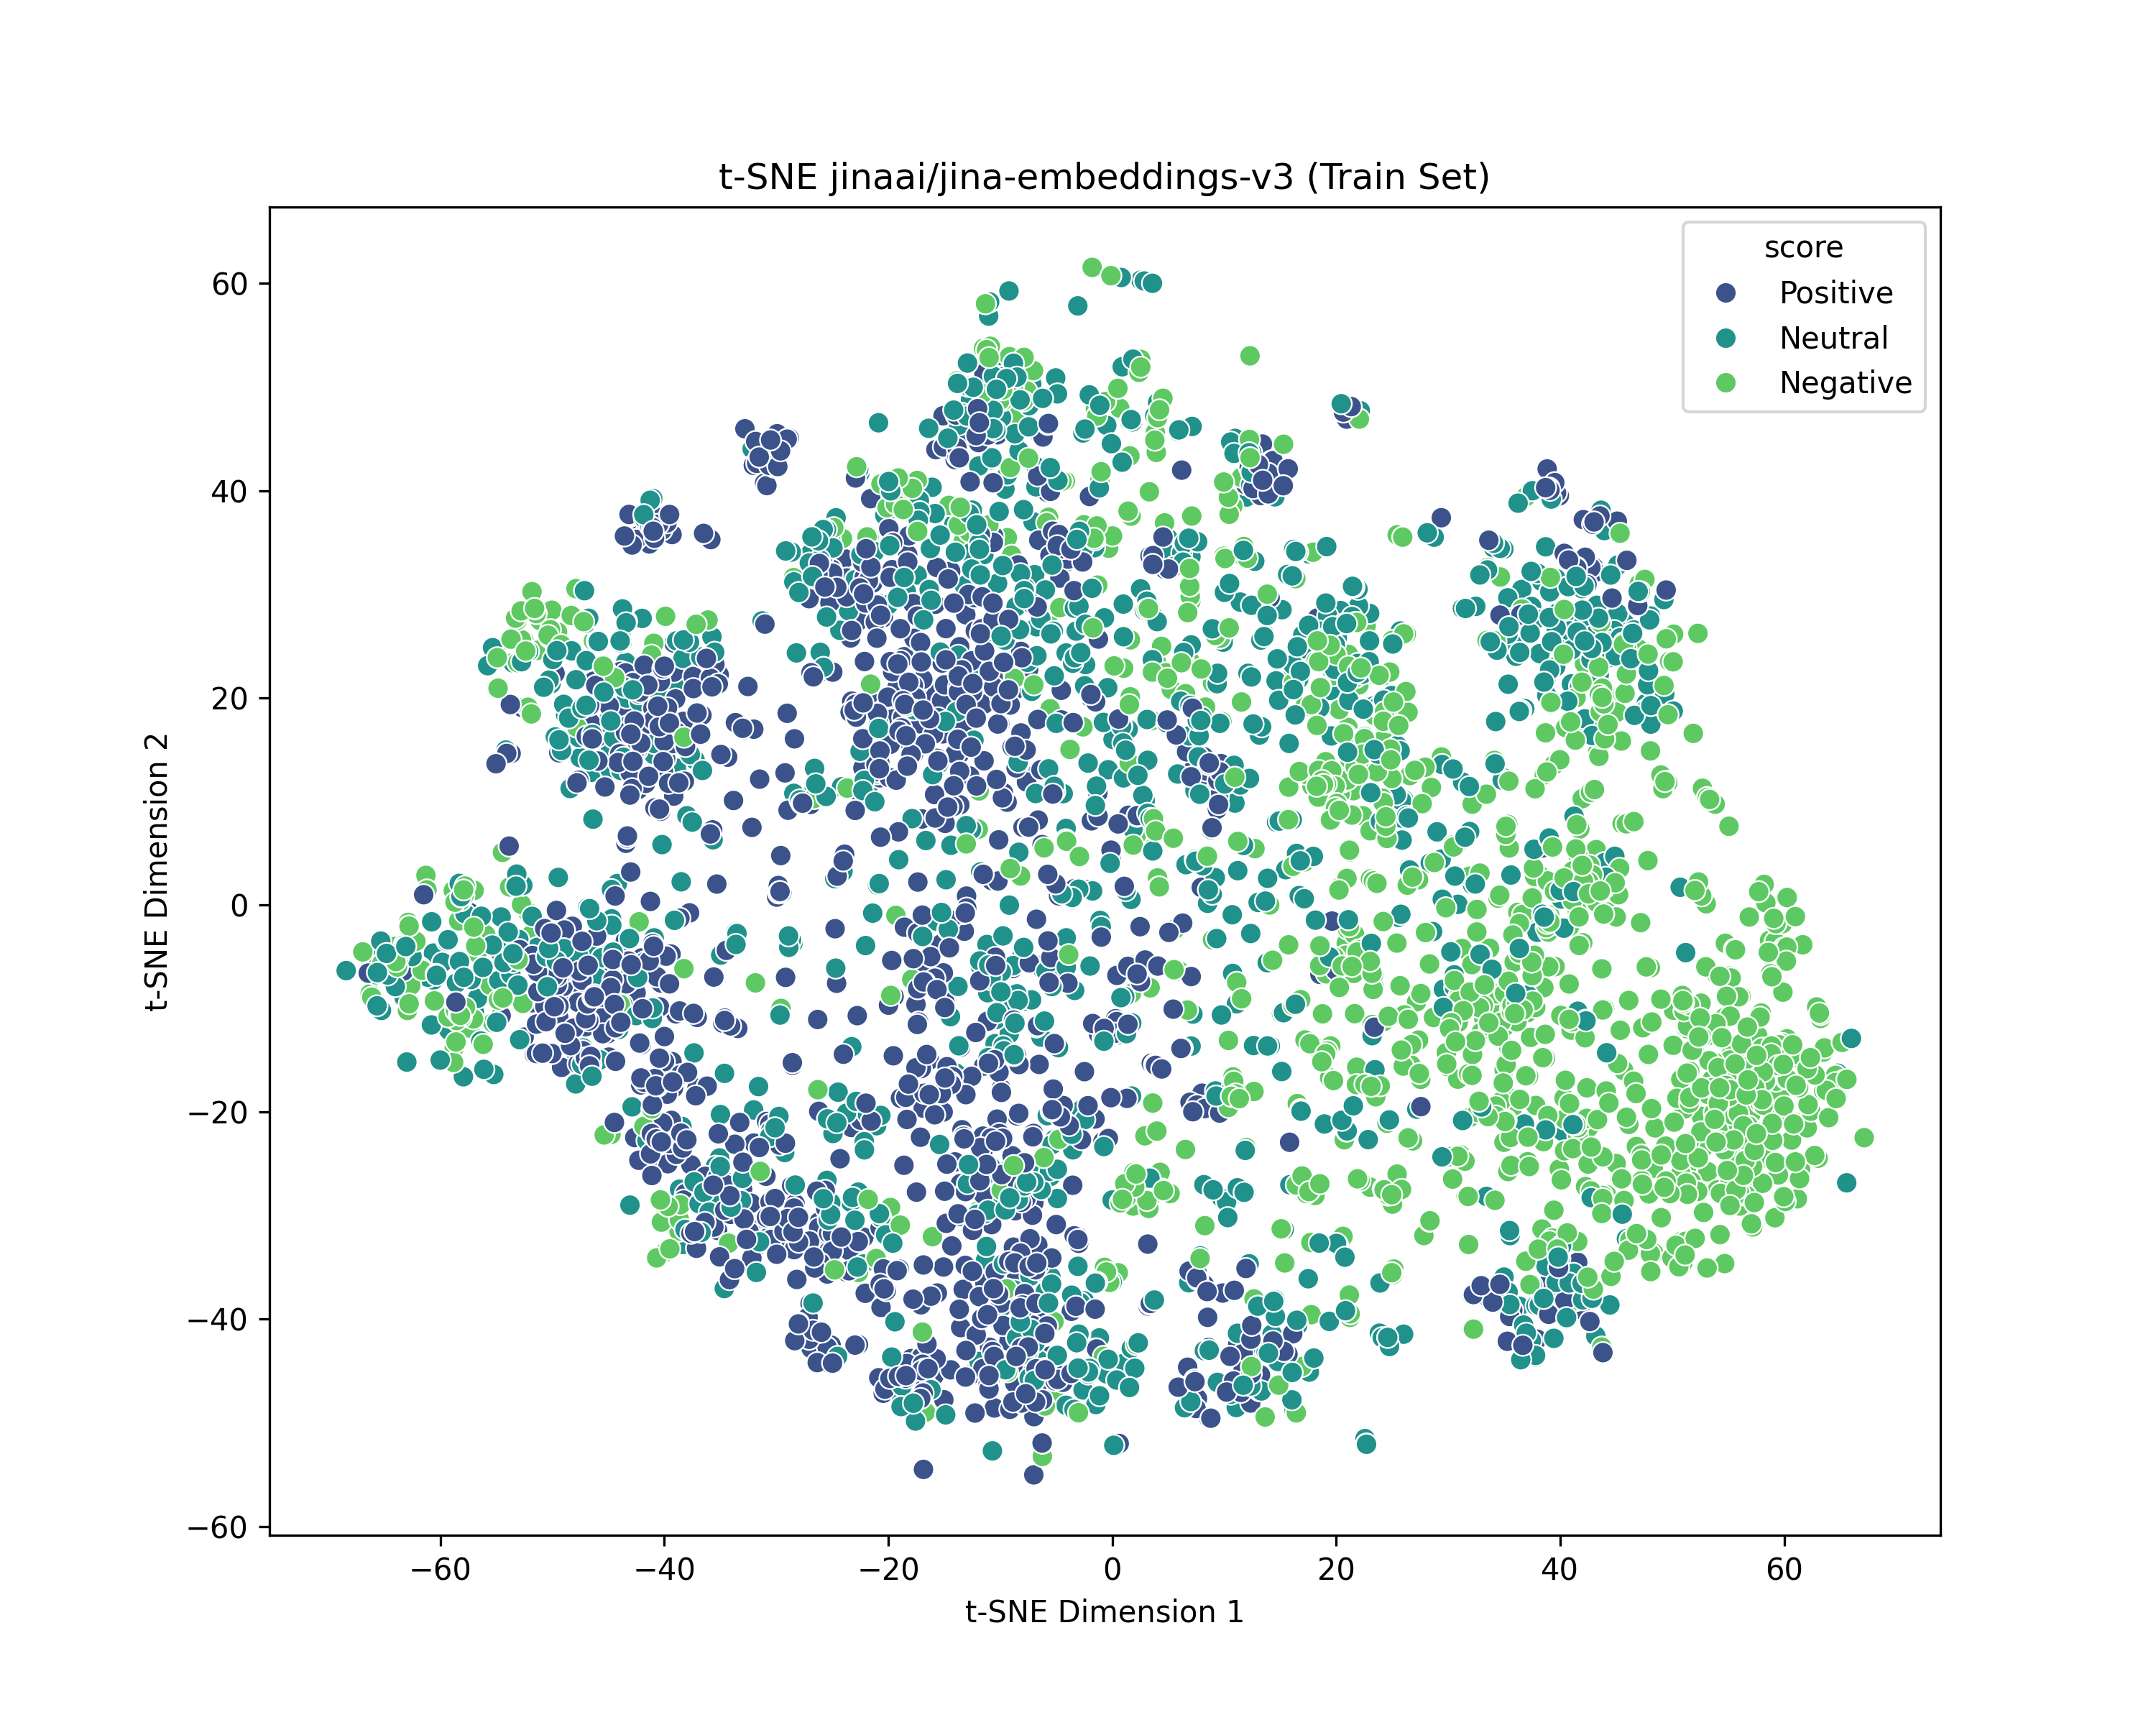 t-SNE jinaai/jina-embeddings-v3 (Train Set)
score
Positive
Neutral
Negative
60
40
20
0
−20
−40
−60
t-SNE Dimension 2
−60 −40 −20 0 20 40 60
t-SNE Dimension 1